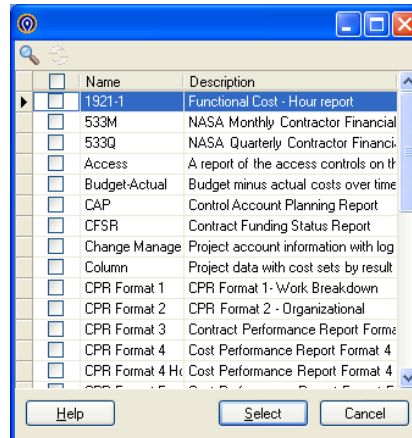 Name Description
1921-1 Functional Cost - Hour report
533M NASA Monthly Contractor Financial
533Q NASA Quarterly Contractor Financi
Access A report of the access controls on th
Budget-Actual Budget minus actual costs over time
CAP Control Account Planning Report
CFSR Contract Funding Status Report
Change Manage Project account information with log
Column Project data with cost sets by result
CPR Format 1 CPR Format 1- Work Breakdown
CPR Format 2 CPR Format 2 - Organizational
CPR Format 3 Contract Performance Report Forma
CPR Format 4 Cost Performance Report Format 4
CPR Format 4 Ho Cost Performance Report Format 4
Help Select Cancel